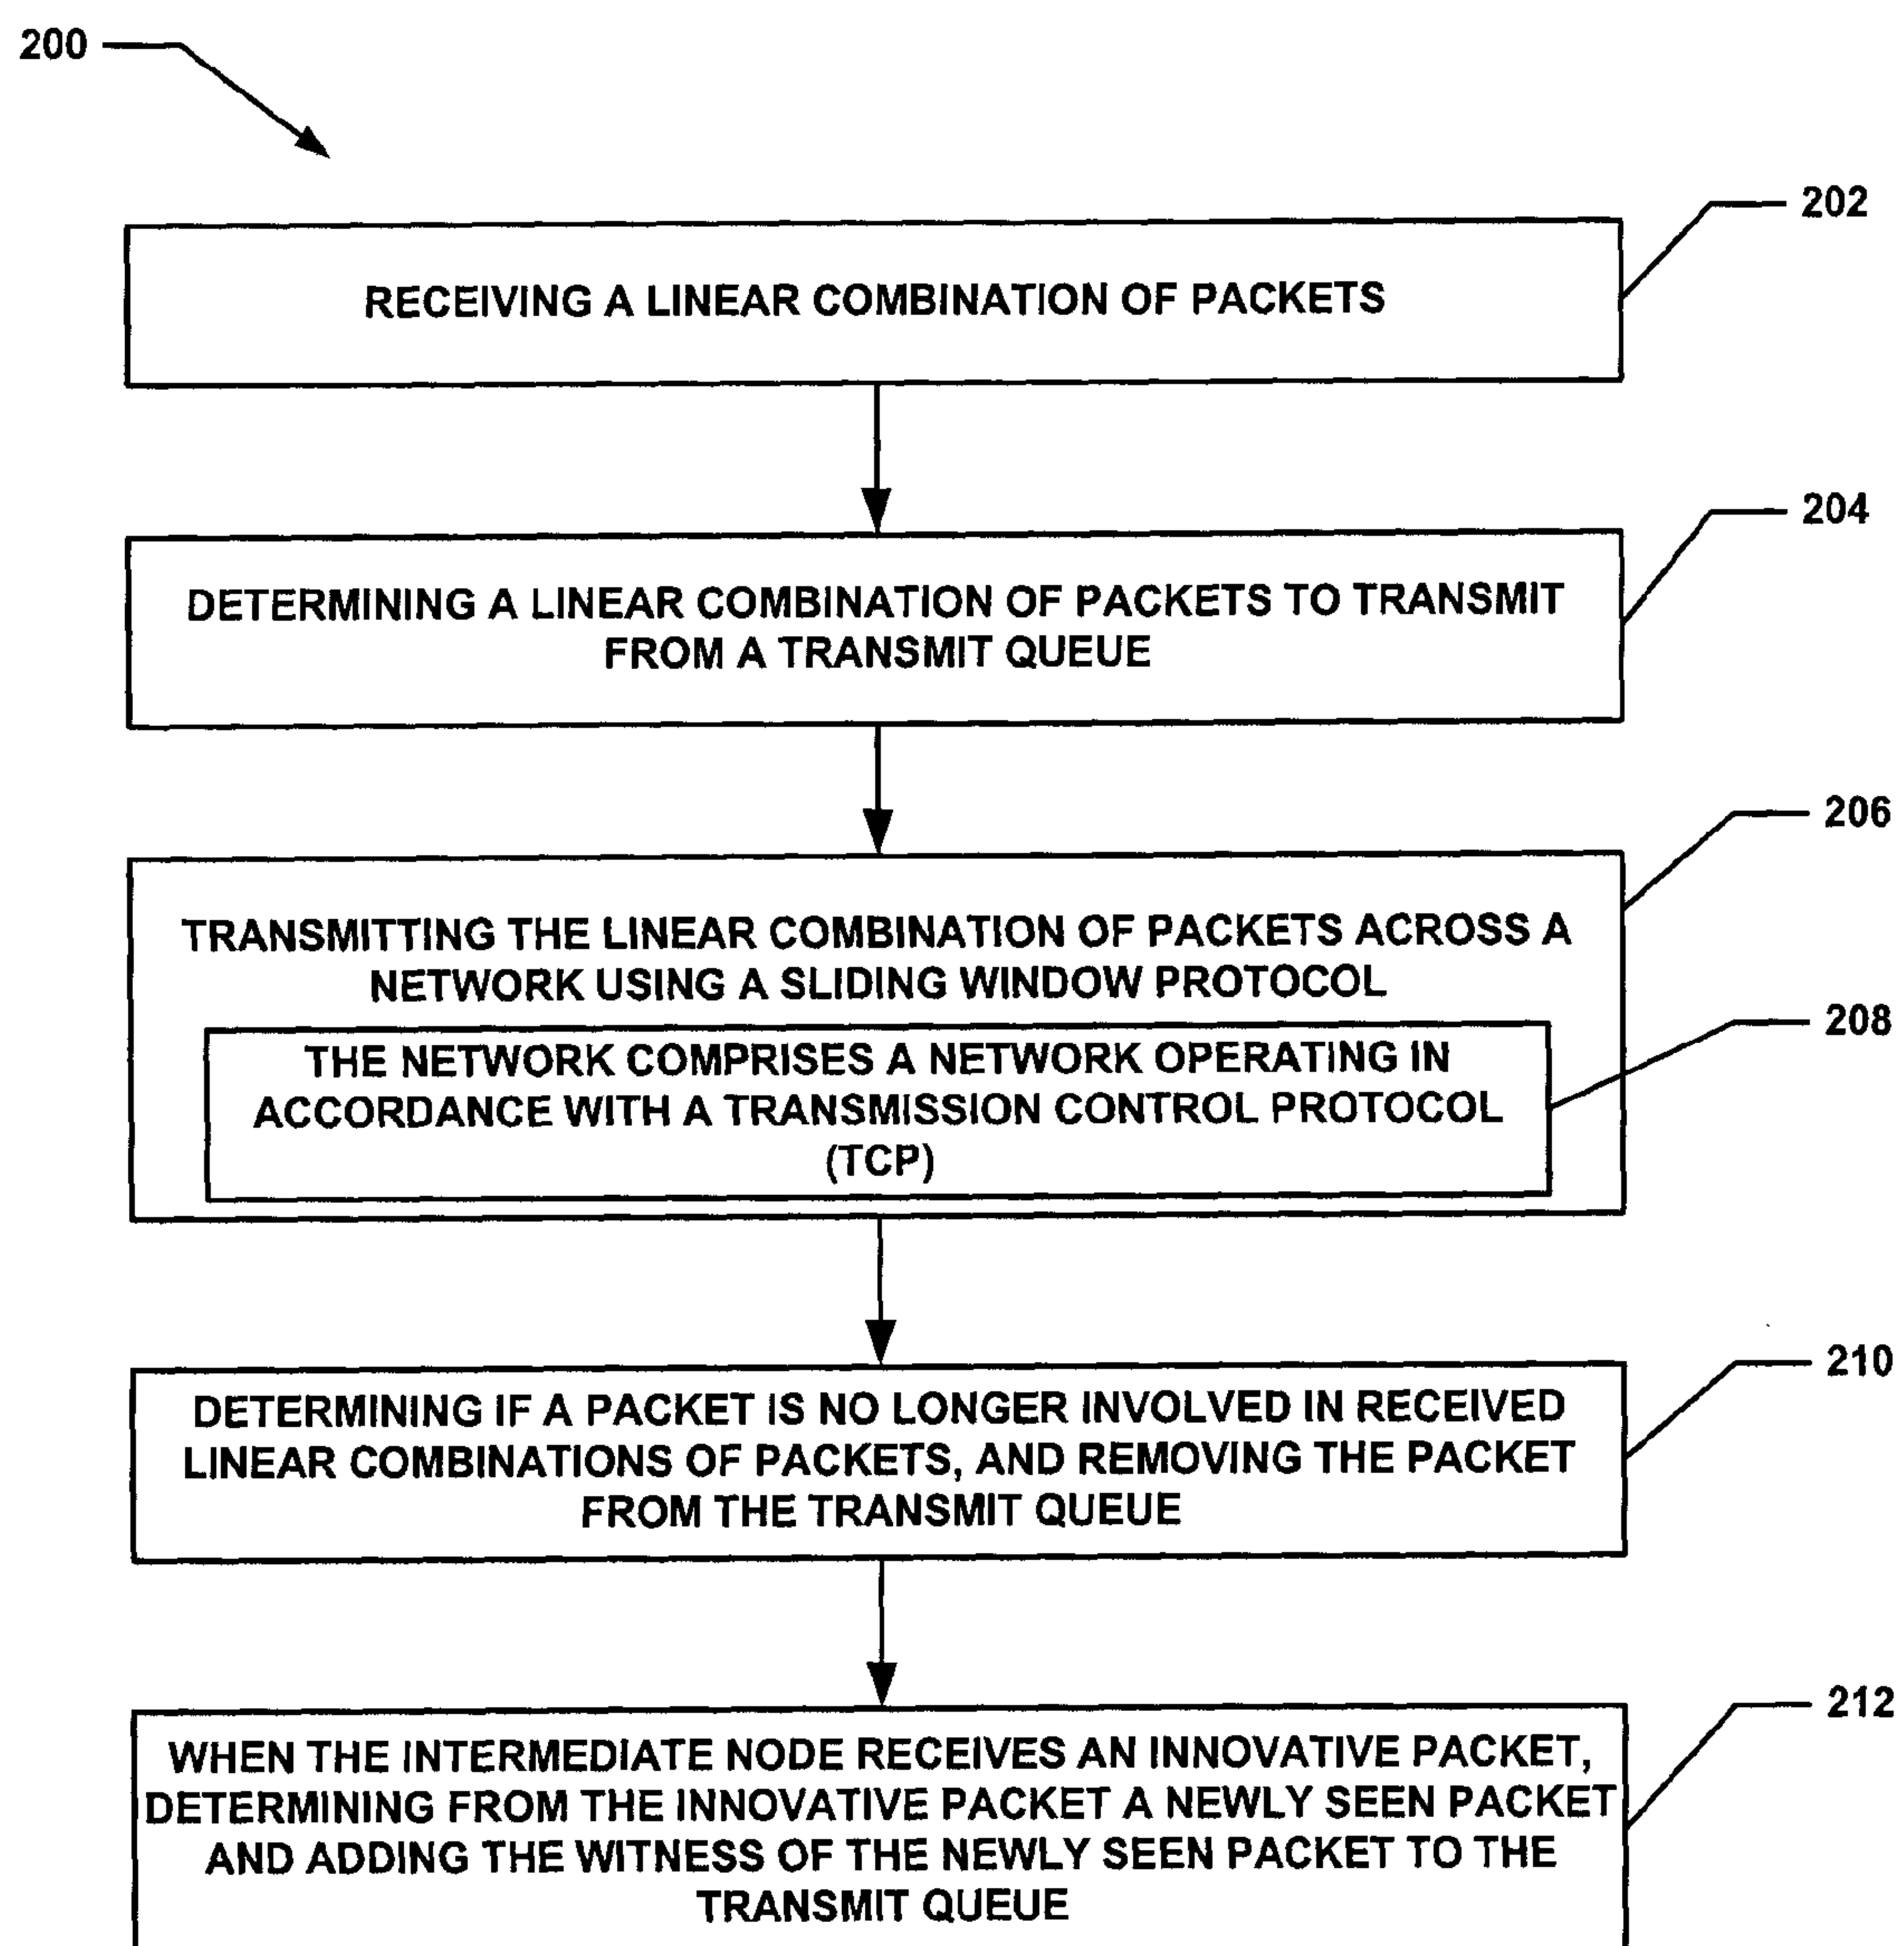 200
202
RECEIVING A LINEAR COMBINATION OF PACKETS
204
DETERMINING A LINEAR COMBINATION OF PACKETS TO TRANSMIT
FROM A TRANSMIT QUEUE
206
TRANSMITTING THE LINEAR COMBINATION OF PACKETS ACROSS A
NETWORK USING A SLIDING WINDOW PROTOCOL
208
THE NETWORK COMPRISES A NETWORK OPERATING IN
ACCORDANCE WITH A TRANSMISSION CONTROL PROTOCOL
(TCP)
210
DETERMINING IF A PACKET IS NO LONGER INVOLVED IN RECEIVED
LINEAR COMBINATIONS OF PACKETS, AND REMOVING THE PACKET
FROM THE TRANSMIT QUEUE
212
WHEN THE INTERMEDIATE NODE RECEIVES AN INNOVATIVE PACKET,
DETERMINING FROM THE INNOVATIVE PACKET A NEWLY SEEN PACKET
AND ADDING THE WITNESS OF THE NEWLY SEEN PACKET TO THE
TRANSMIT QUEUE